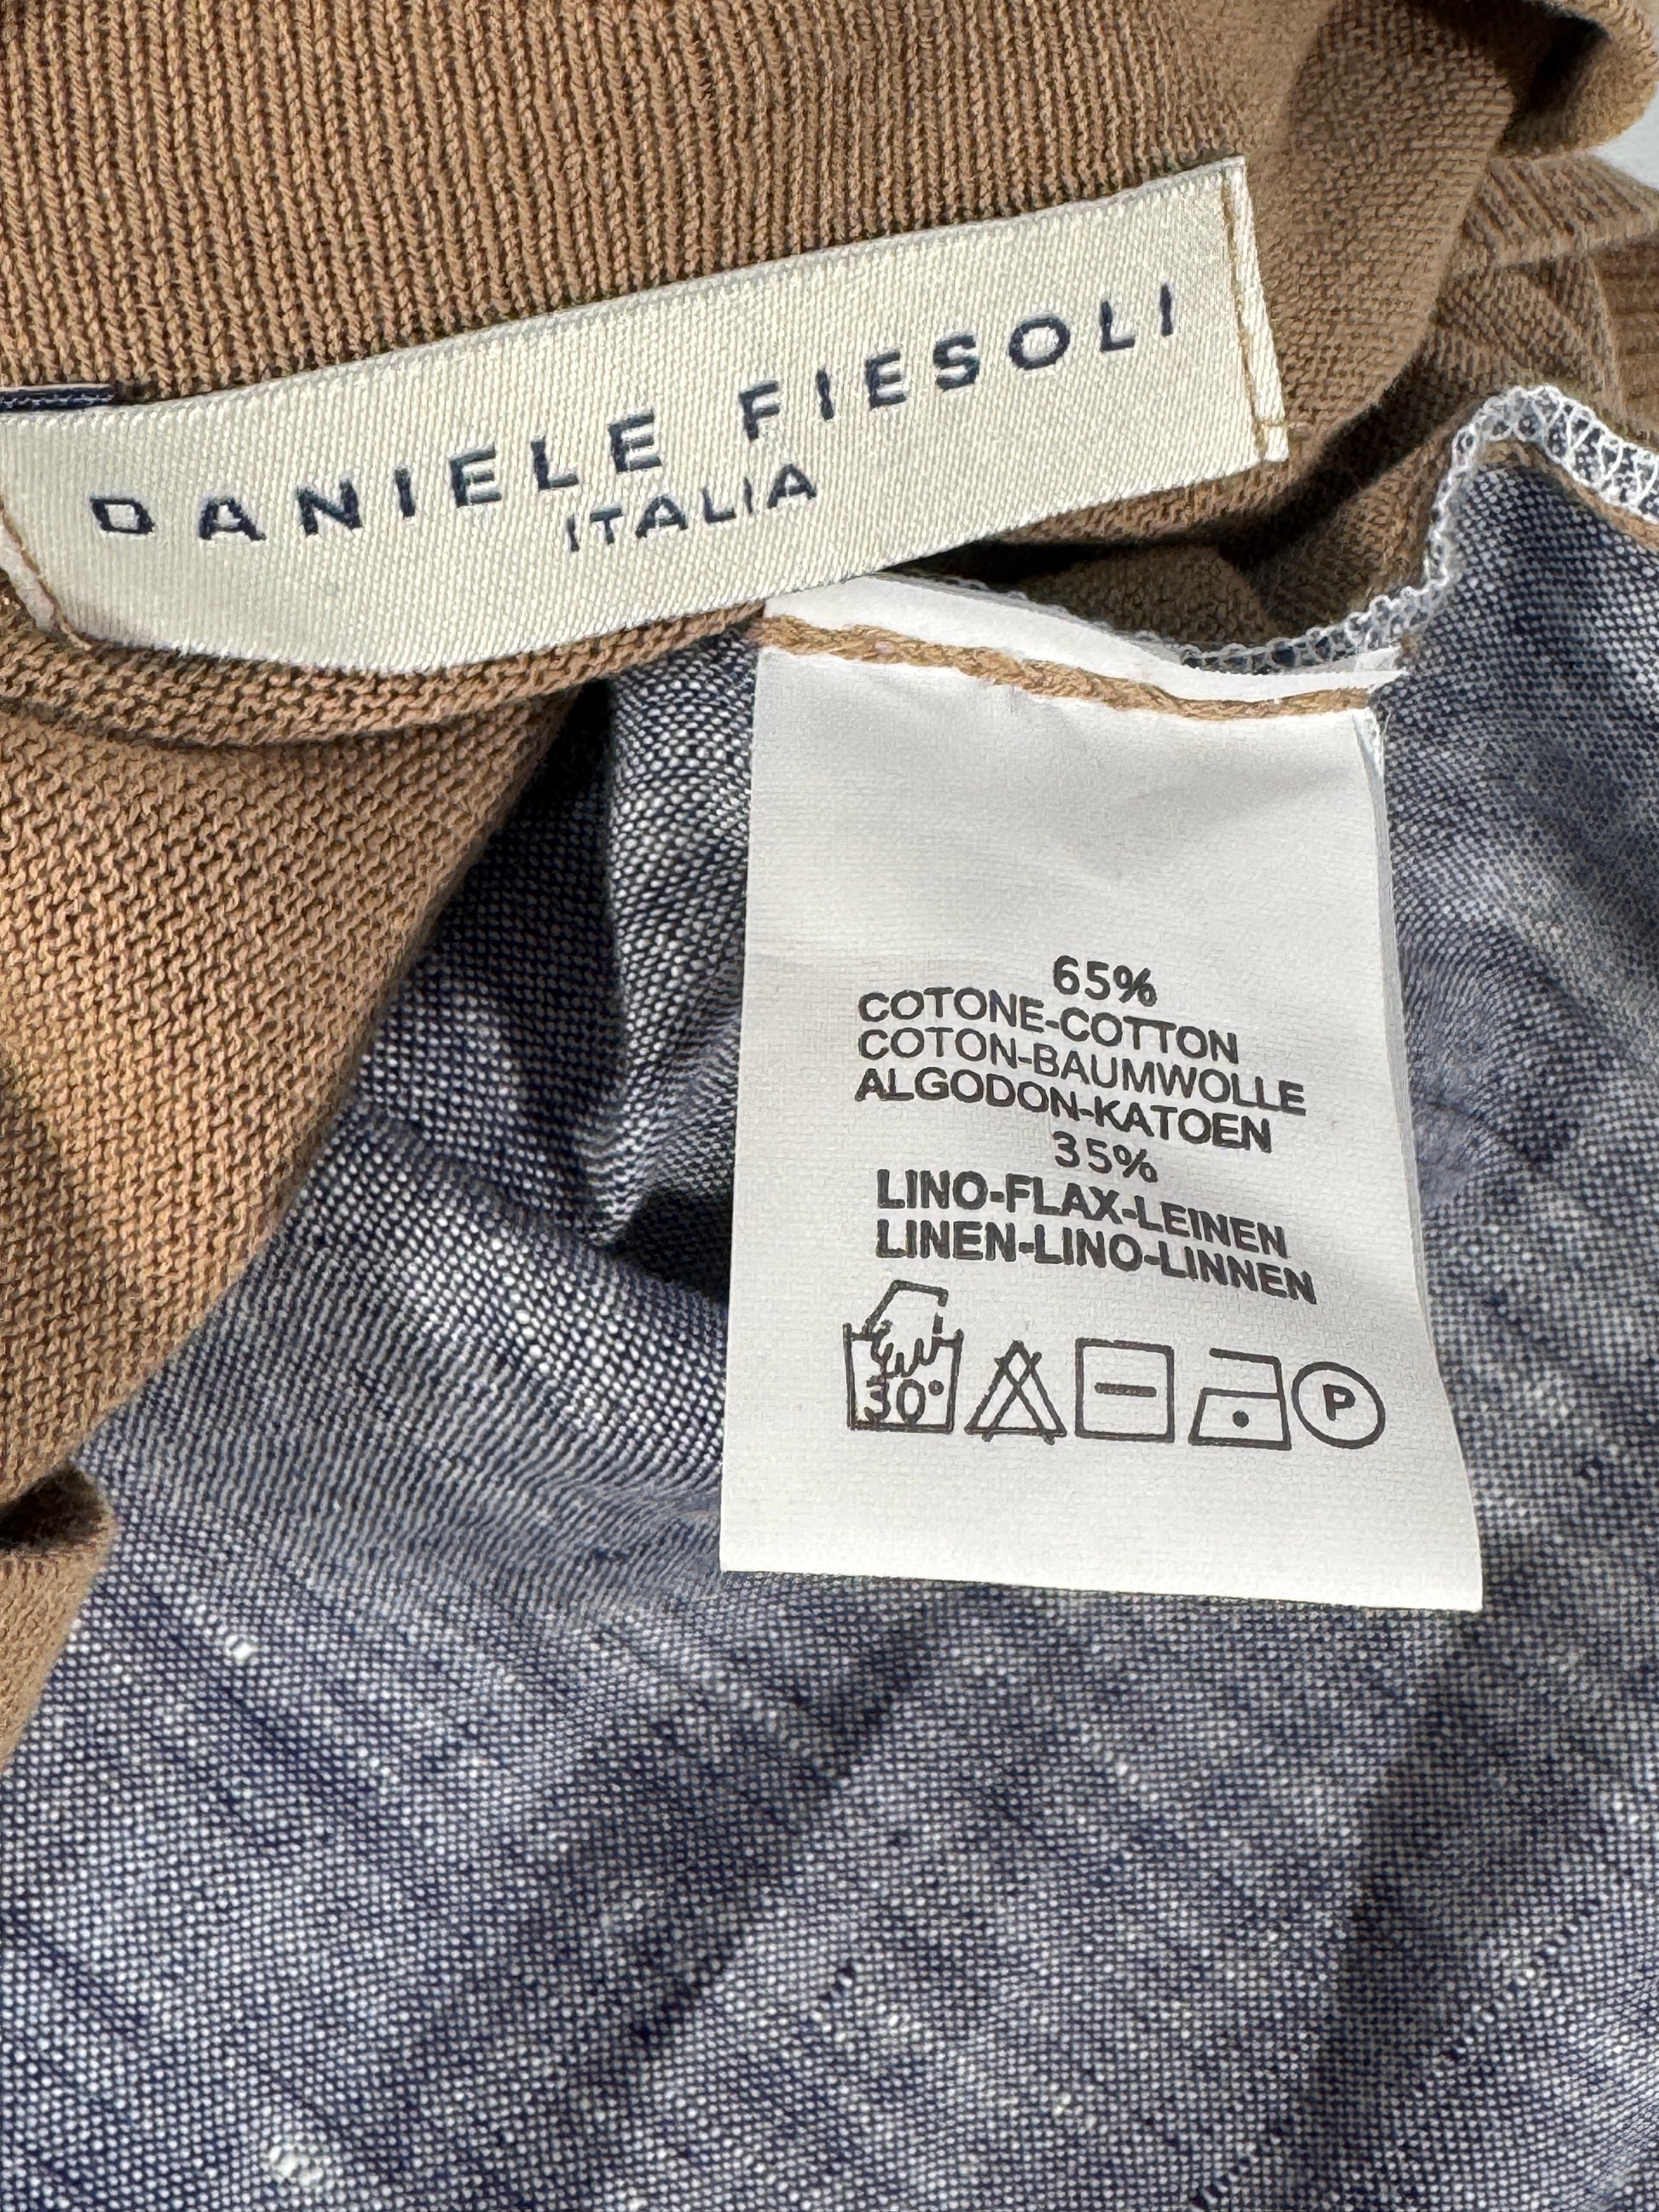 DANIELE FIESOLI
ITALIA
65%
COTONE-COTTON
COTON-BAUMWOLLE
ALGODON-KATOEN
35%
LINO-FLAX-LEINEN
LINEN-LINO-LINNEN
30°
P